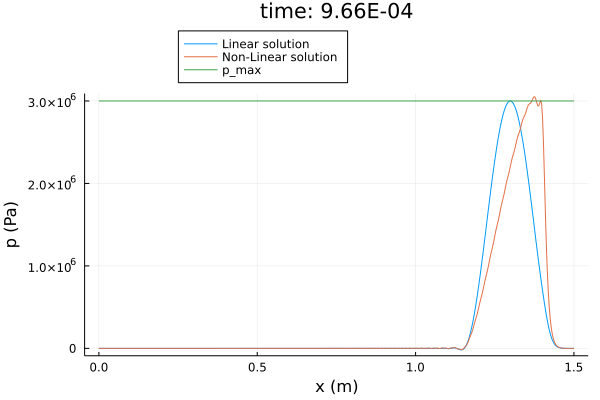 time: 9.66E-04
Linear solution
Non-Linear solution
p_max
3.0×10⁶
2.0×10⁶
1.0×10⁶
0
p (Pa)
0.0 0.5 1.0 1.5
x (m)